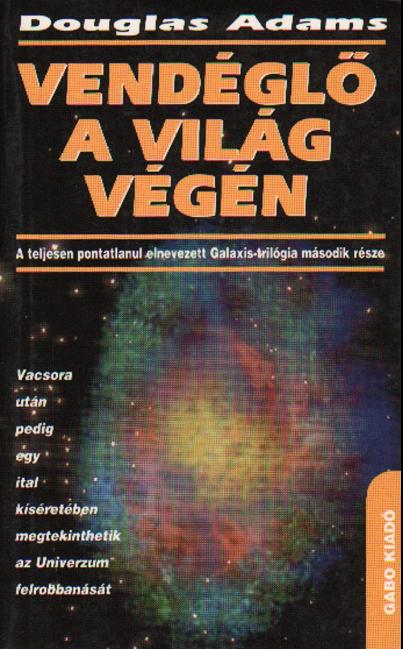 Douglas Adams
VENDÉGLŐ
A VILÁG
VÉGÉN
A teljesen pontatlanul elnevezett Galaxis-trilógia második része
Vacsora
után
pedig
egy
ital
kíséretében
megtekinthetik
az Univerzum
felrobbanását
GABO KIADÓ